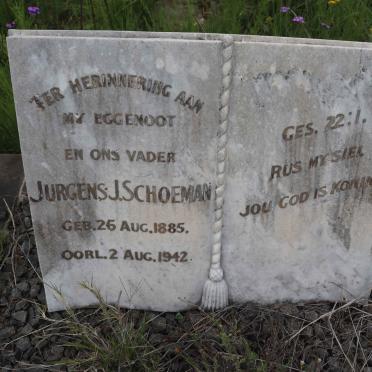 TER HERINNERING AAN
MY EGGENOOT
EN ONS VADER
JURGENS J. SCHOEMAN
GEB. 26 AUG. 1885.
OORL. 2 AUG. 1942.
GES. 22:1.
RUS MY SIEL
JOU GOD IS